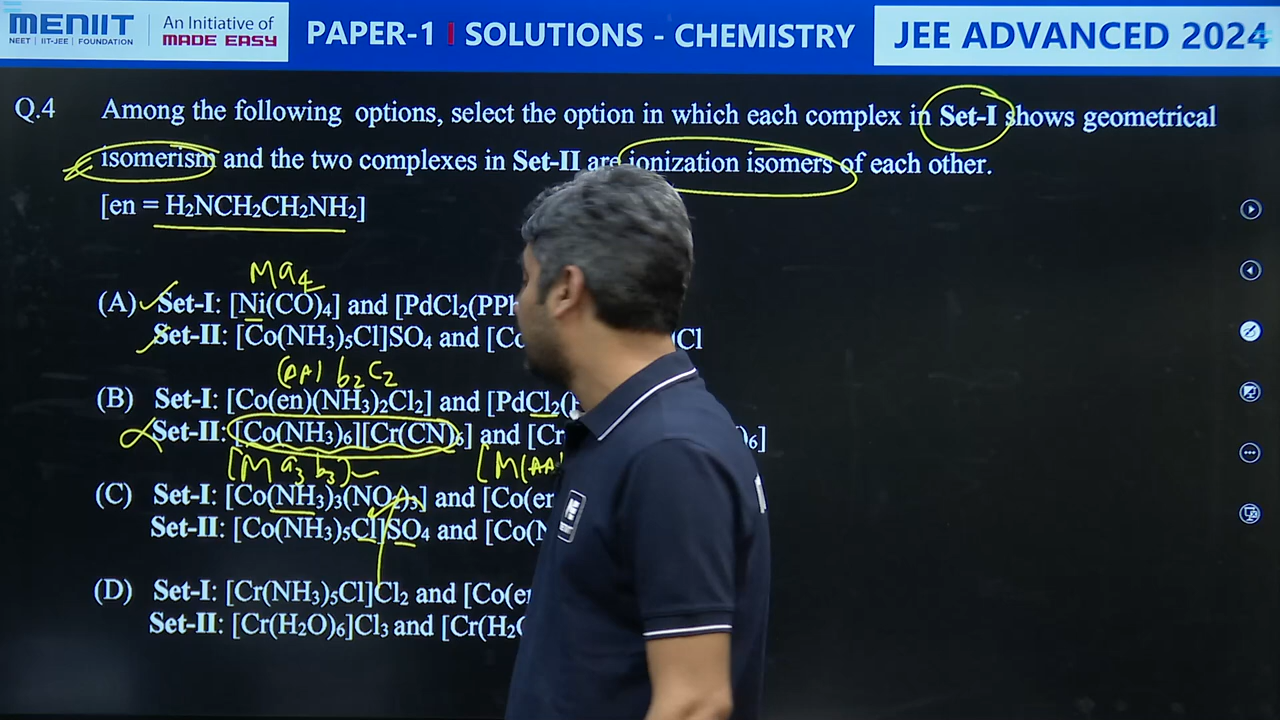 MENIIT
NEET | IIT-JEE | FOUNDATION
An Initiative of
MADE EASY
PAPER-1 | SOLUTIONS - CHEMISTRY
JEE ADVANCED 2024
Q.4 Among the following options, select the option in which each complex in Set-I shows geometrical
isomerism and the two complexes in Set-II are ionization isomers of each other.
[en = H₂NCH₂CH₂NH₂]
Ma₄
(A) Set-I: [Ni(CO)₄] and [PdCl₂(PPh
Set-II: [Co(NH₃)₅Cl]SO₄ and [Co Cl
(AA) b₂c₂
(B) Set-I: [Co(en)(NH₃)₂Cl₂] and [PdCl₂(
Set-II: [Co(NH₃)₆][Cr(CN)₆] and [Cr )₆]
[Ma₃b₃) [M(AA
(C) Set-I: [Co(NH₃)₃(NO₂)₃] and [Co(en
Set-II: [Co(NH₃)₅Cl]SO₄ and [Co(N
(D) Set-I: [Cr(NH₃)₅Cl]Cl₂ and [Co(en
Set-II: [Cr(H₂O)₆]Cl₃ and [Cr(H₂O